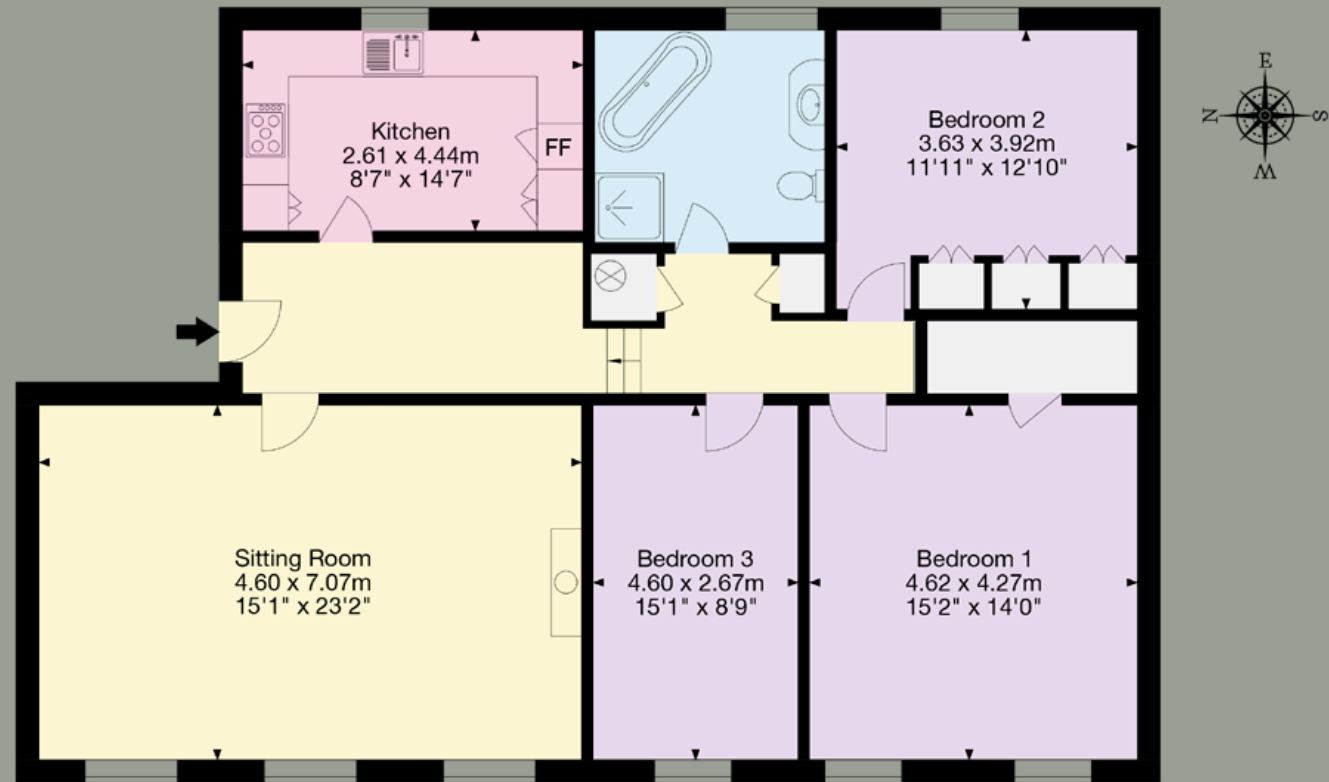 E
N
S
W
Kitchen
2.61 x 4.44m
8'7" x 14'7"
FF
Bedroom 2
3.63 x 3.92m
11'11" x 12'10"
Sitting Room
4.60 x 7.07m
15'1" x 23'2"
Bedroom 3
4.60 x 2.67m
15'1" x 8'9"
Bedroom 1
4.62 x 4.27m
15'2" x 14'0"